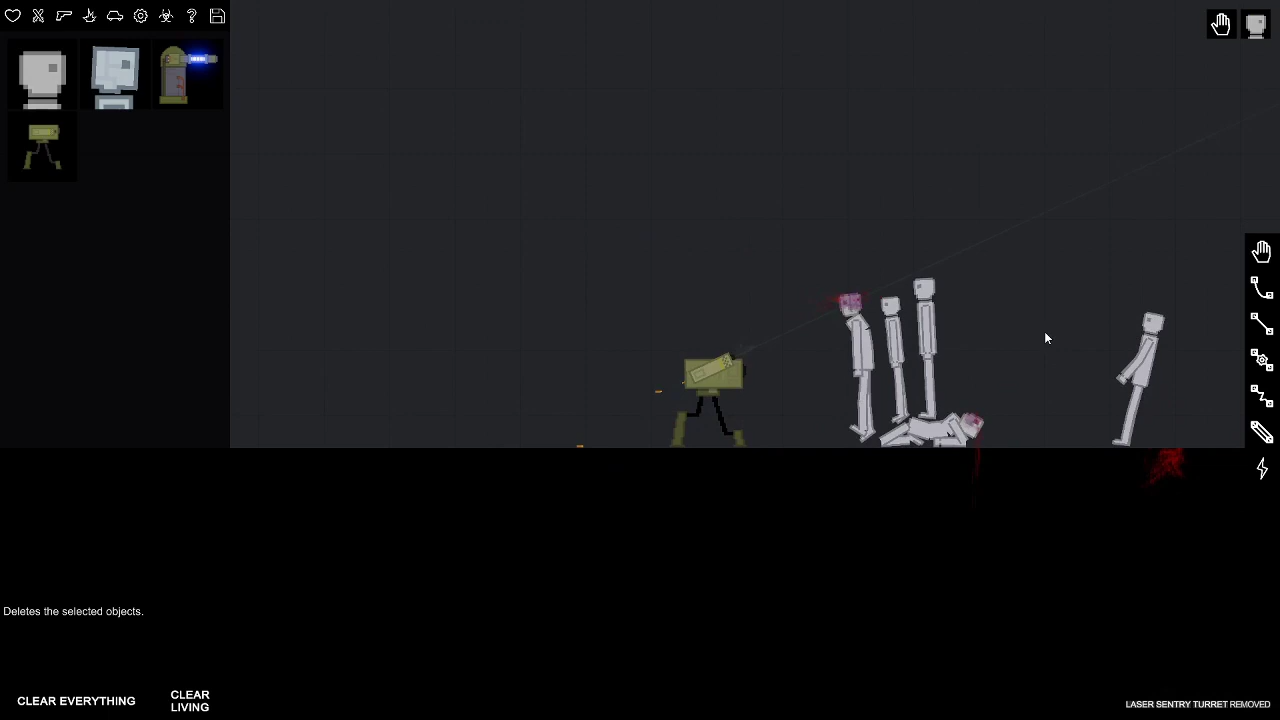 Deletes the selected objects.
CLEAR EVERYTHING
CLEAR
LIVING
LASER SENTRY TURRET REMOVED